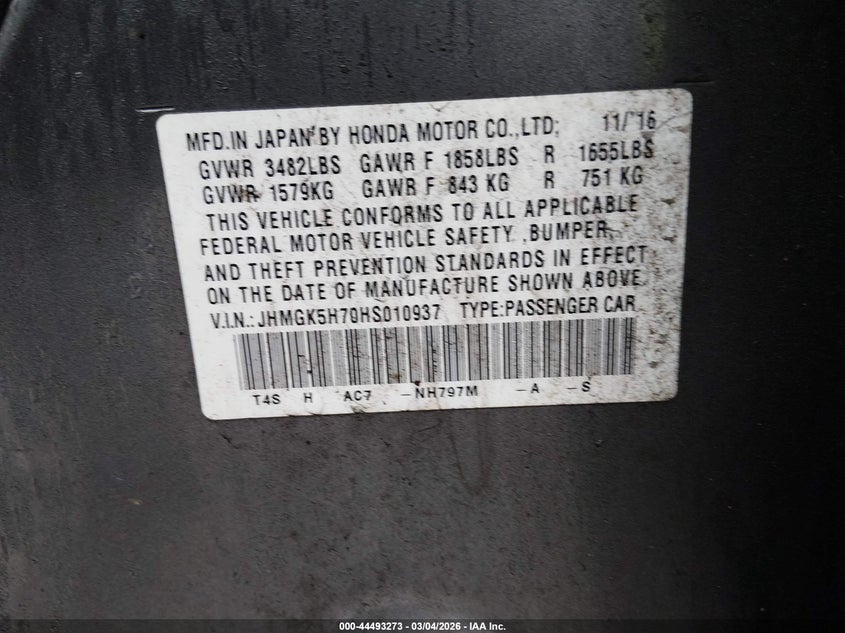 MFD.IN JAPAN BY HONDA MOTOR CO.,LTD; 11/'16
GVWR 3482LBS GAWR F 1858LBS R 1655LBS
GVWR 1579KG GAWR F 843 KG R 751 KG
THIS VEHICLE CONFORMS TO ALL APPLICABLE
FEDERAL MOTOR VEHICLE SAFETY ,BUMPER,
AND THEFT PREVENTION STANDARDS IN EFFECT
ON THE DATE OF MANUFACTURE SHOWN ABOVE.
V.I.N.: JHMGK5H70HS010937 TYPE:PASSENGER CAR
T4S H AC7 -NH797M -A -S
000-44493273 - 03/04/2026 - IAA Inc.